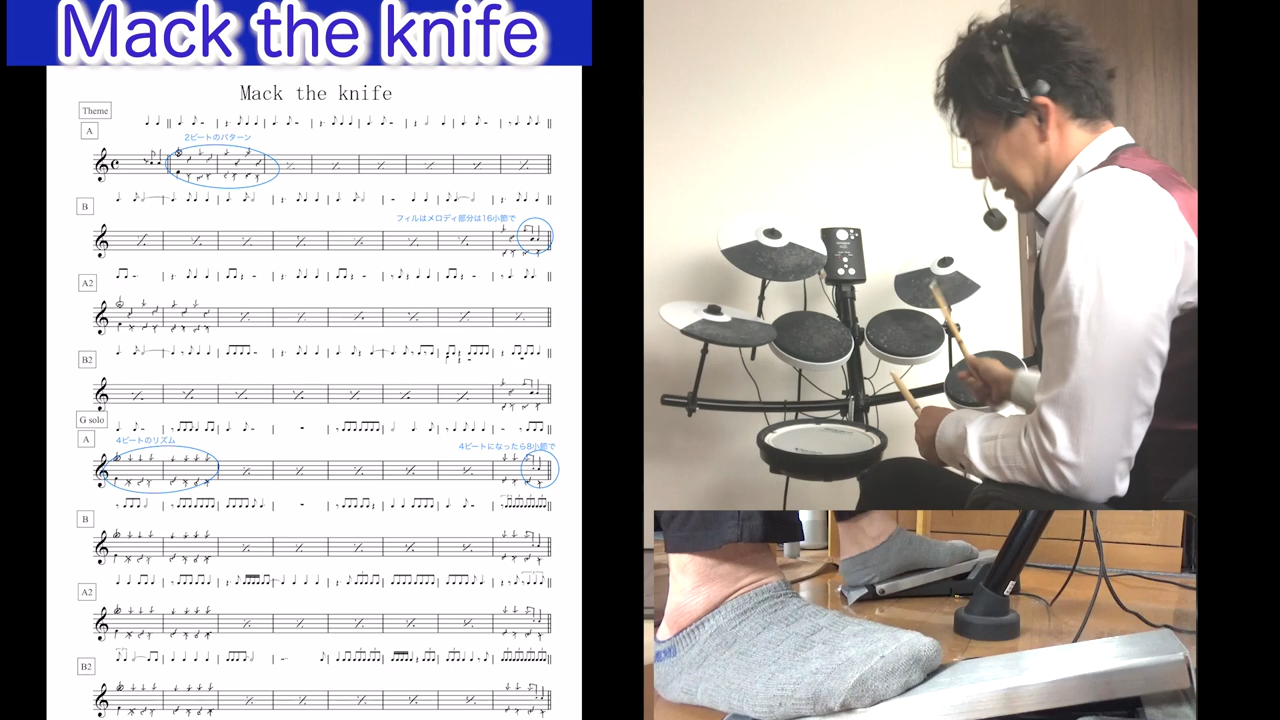 Mack the knife
Mack the knife
Theme
A
2ビートのパターン
B
フィルはメロディ部分は16小節で
A2
B2
G solo
A
4ビートのリズム
4ビートになったら8小節で
B
A2
B2